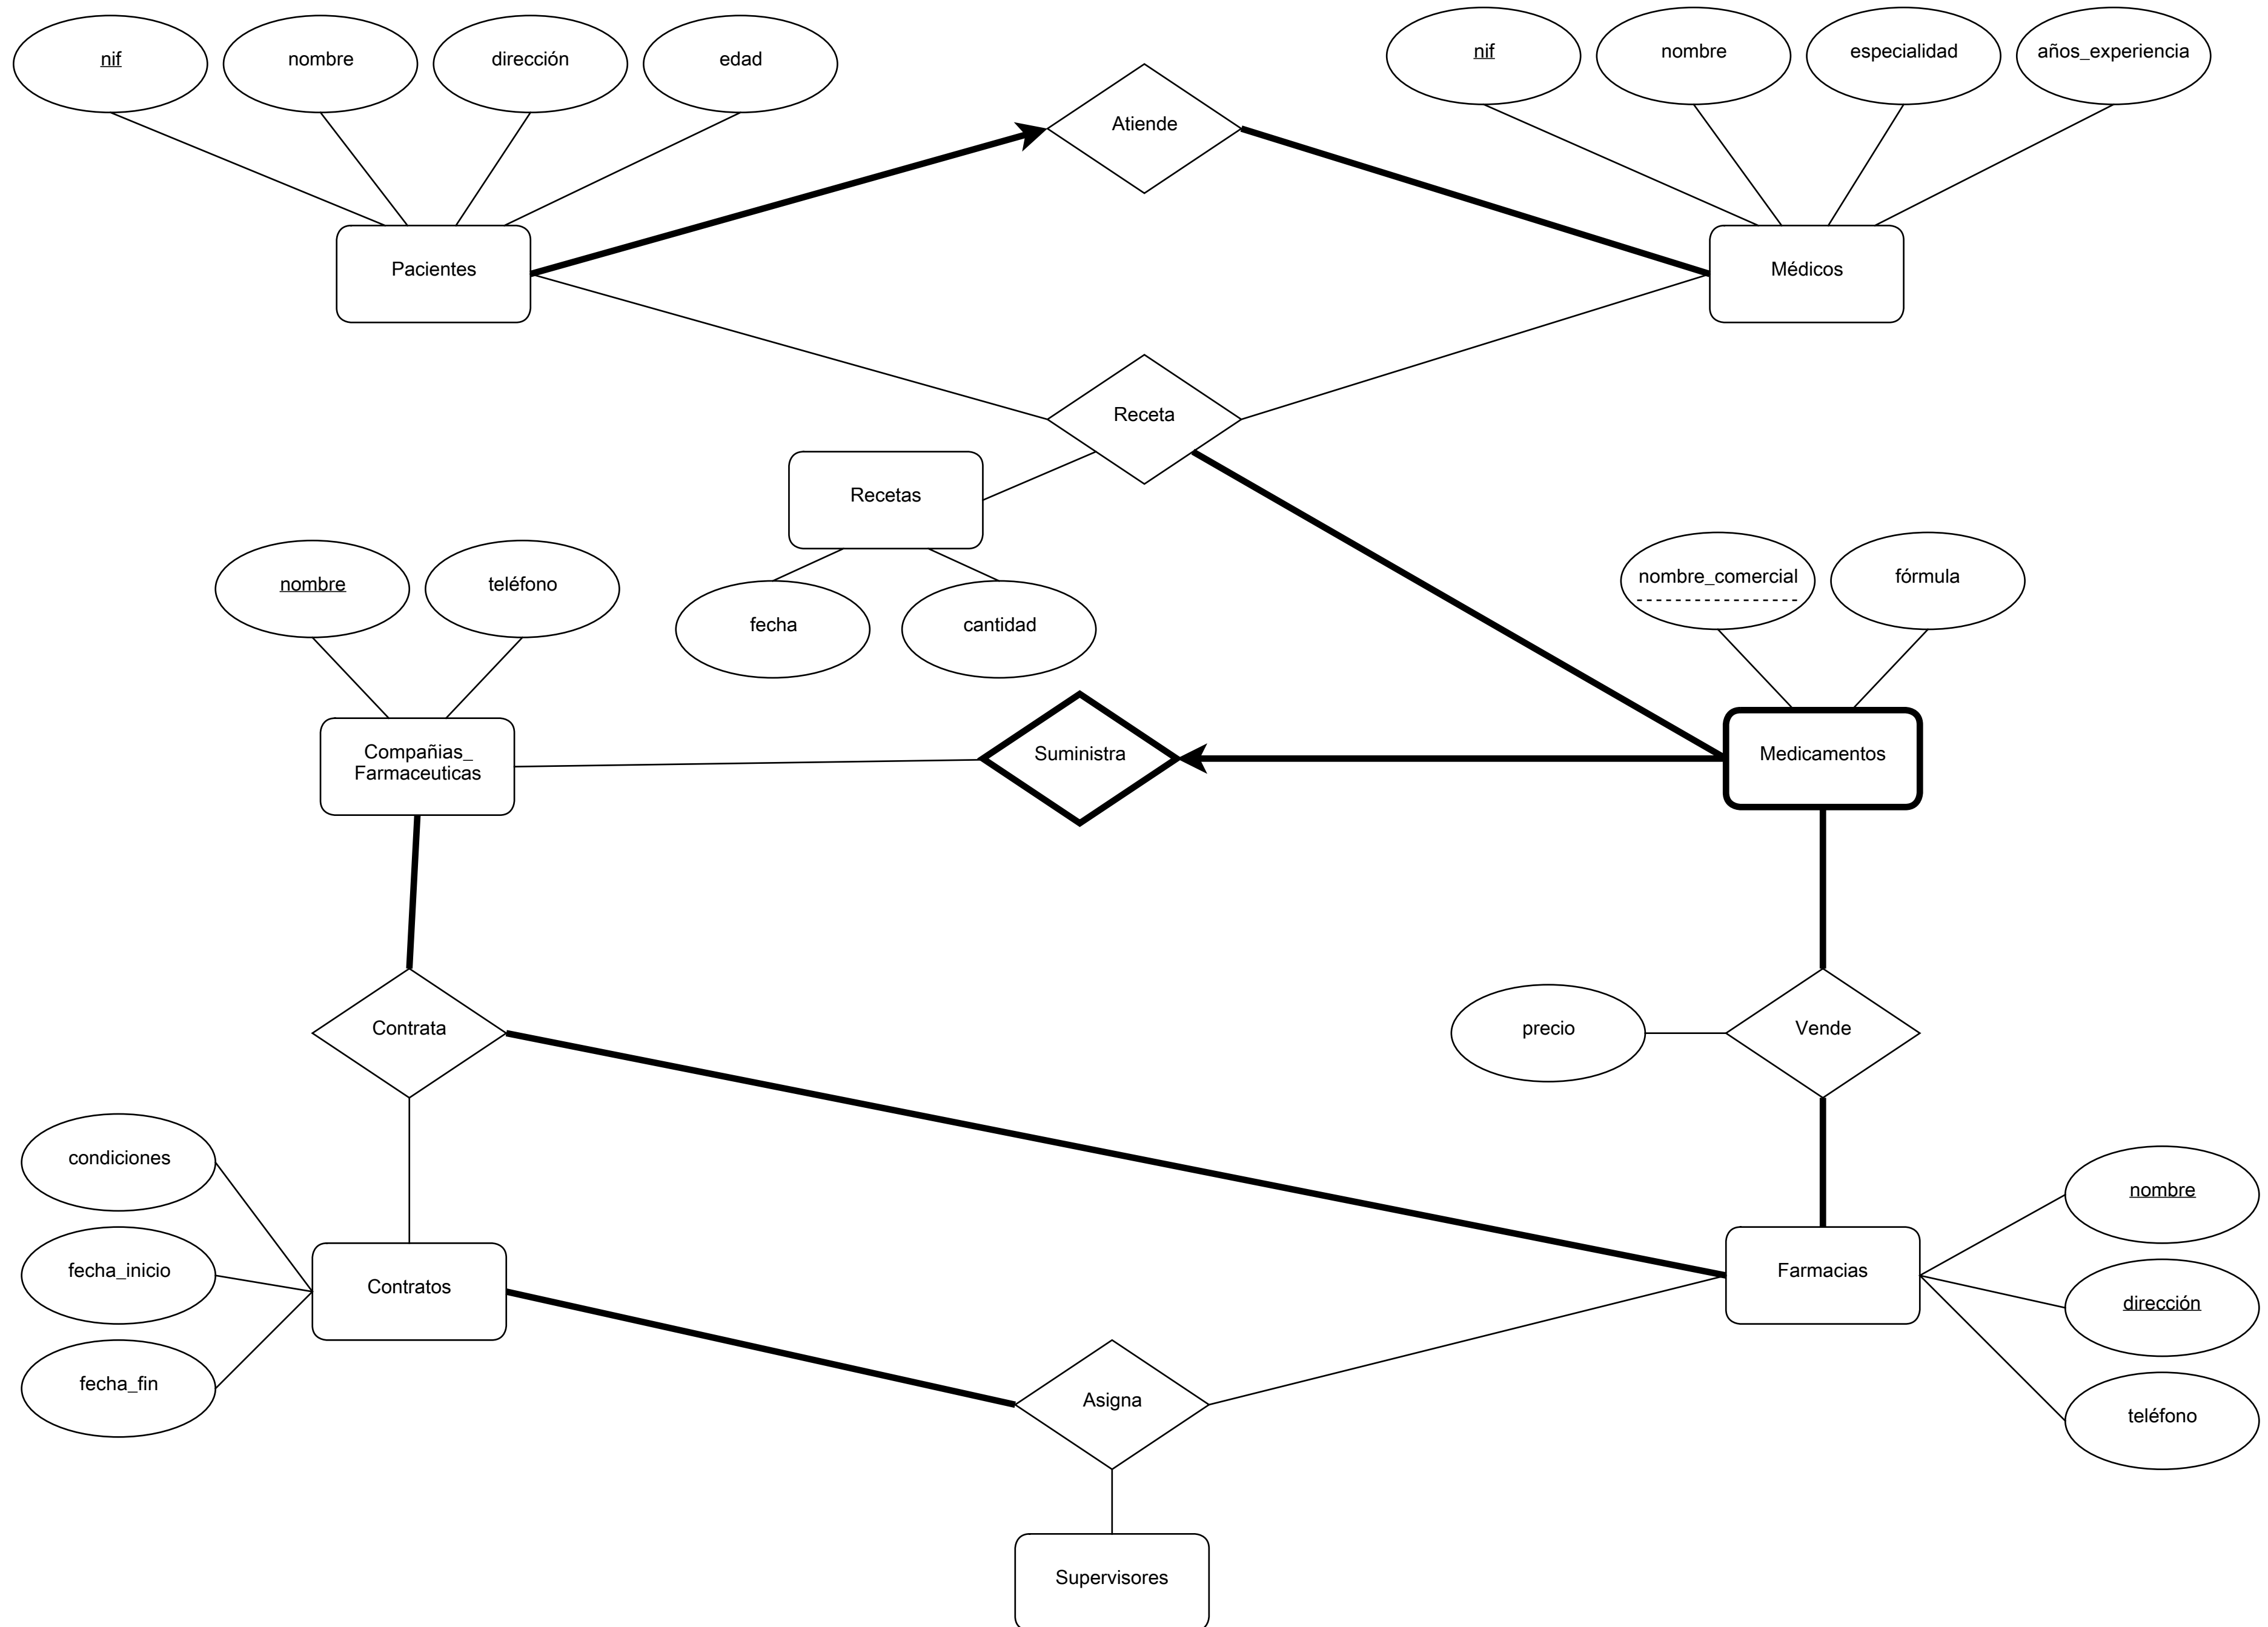 nif
nombre
dirección
edad
nif
nombre
especialidad
años_experiencia
Atiende
Pacientes
Médicos
Receta
Recetas
nombre
teléfono
fecha
cantidad
nombre_comercial
fórmula
Compañias_
Farmaceuticas
Suministra
Medicamentos
Contrata
precio
Vende
condiciones
fecha_inicio
fecha_fin
Contratos
Farmacias
nombre
dirección
teléfono
Asigna
Supervisores